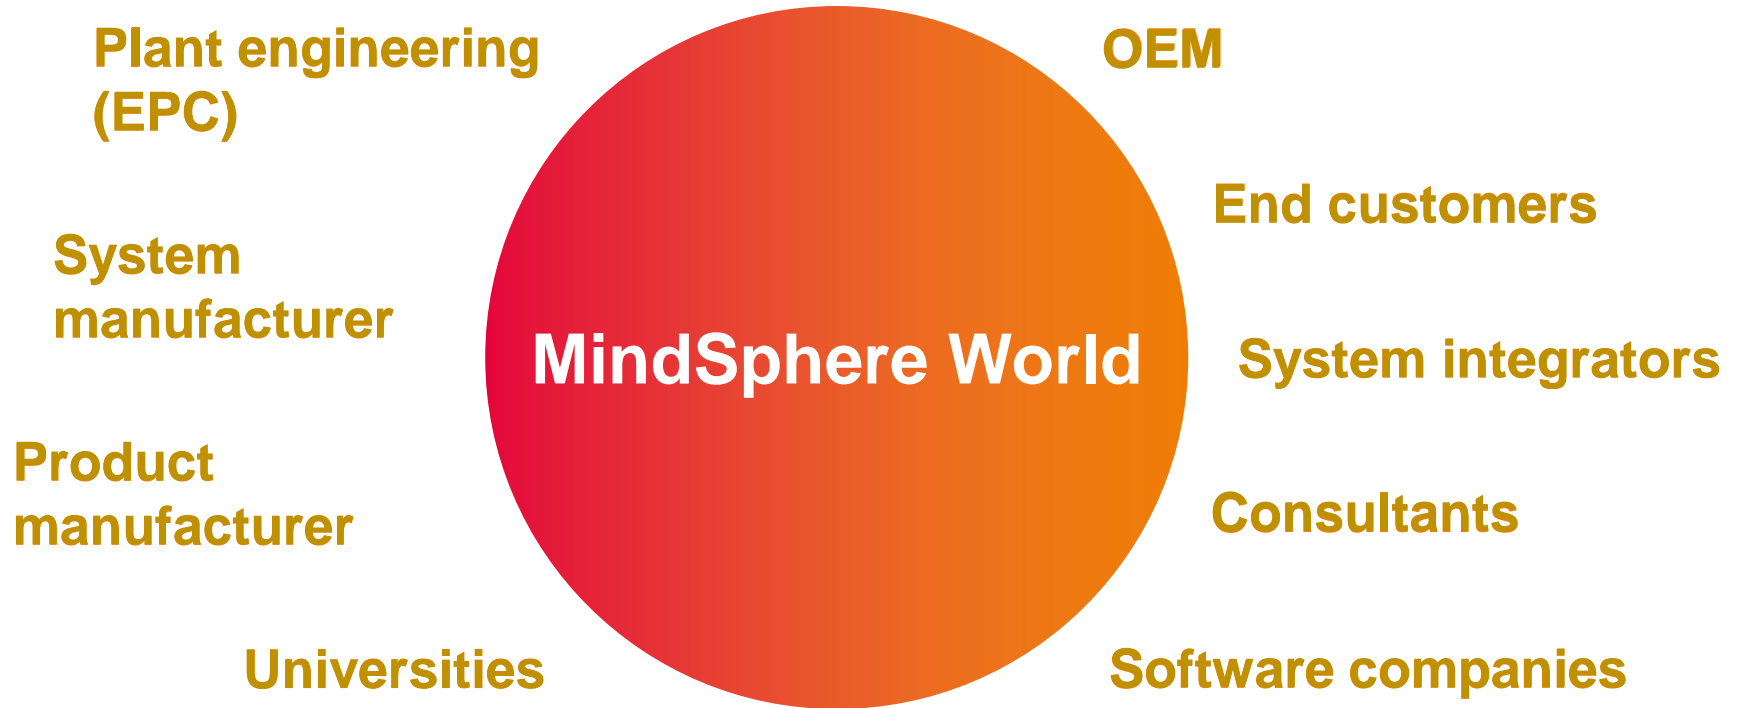 Plant engineering
(EPC)
System
manufacturer
Product
manufacturer
Universities
MindSphere World
OEM
End customers
System integrators
Consultants
Software companies